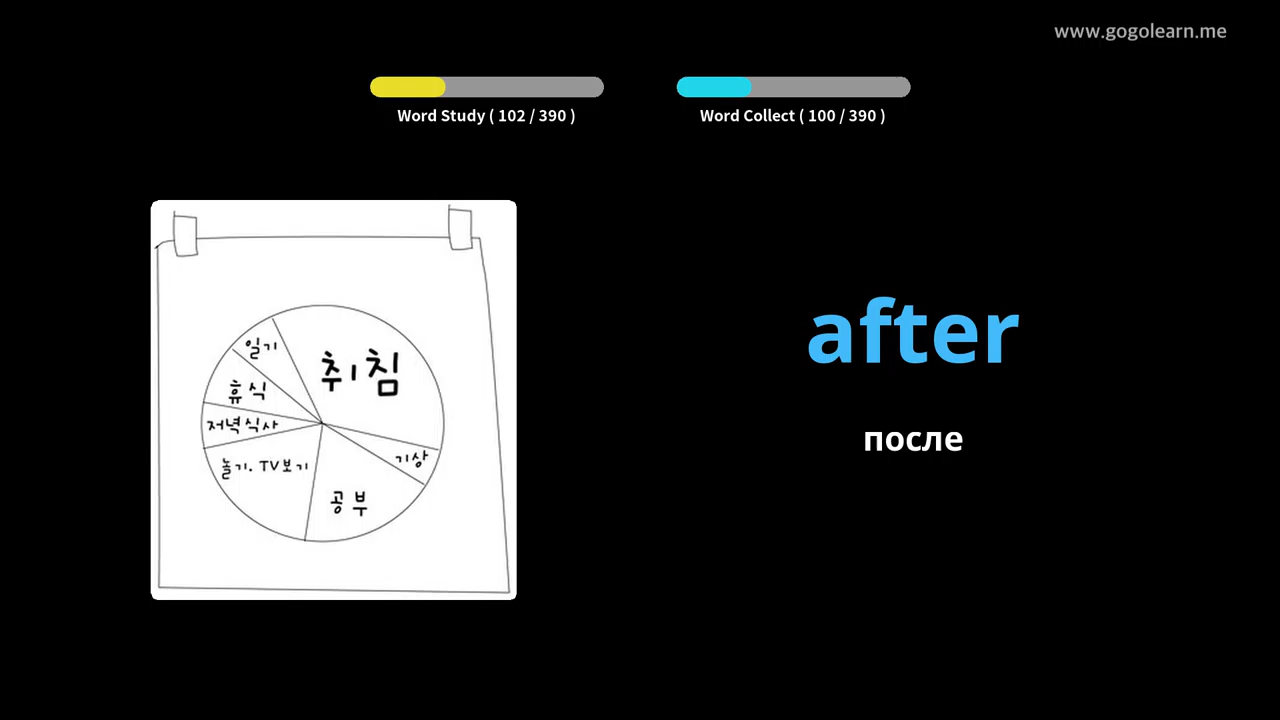 www.gogolearn.me
Word Study ( 102 / 390 )
Word Collect ( 100 / 390 )
일기
취침
휴식
저녁식사
놀기. TV보기
기상
공부
after
после